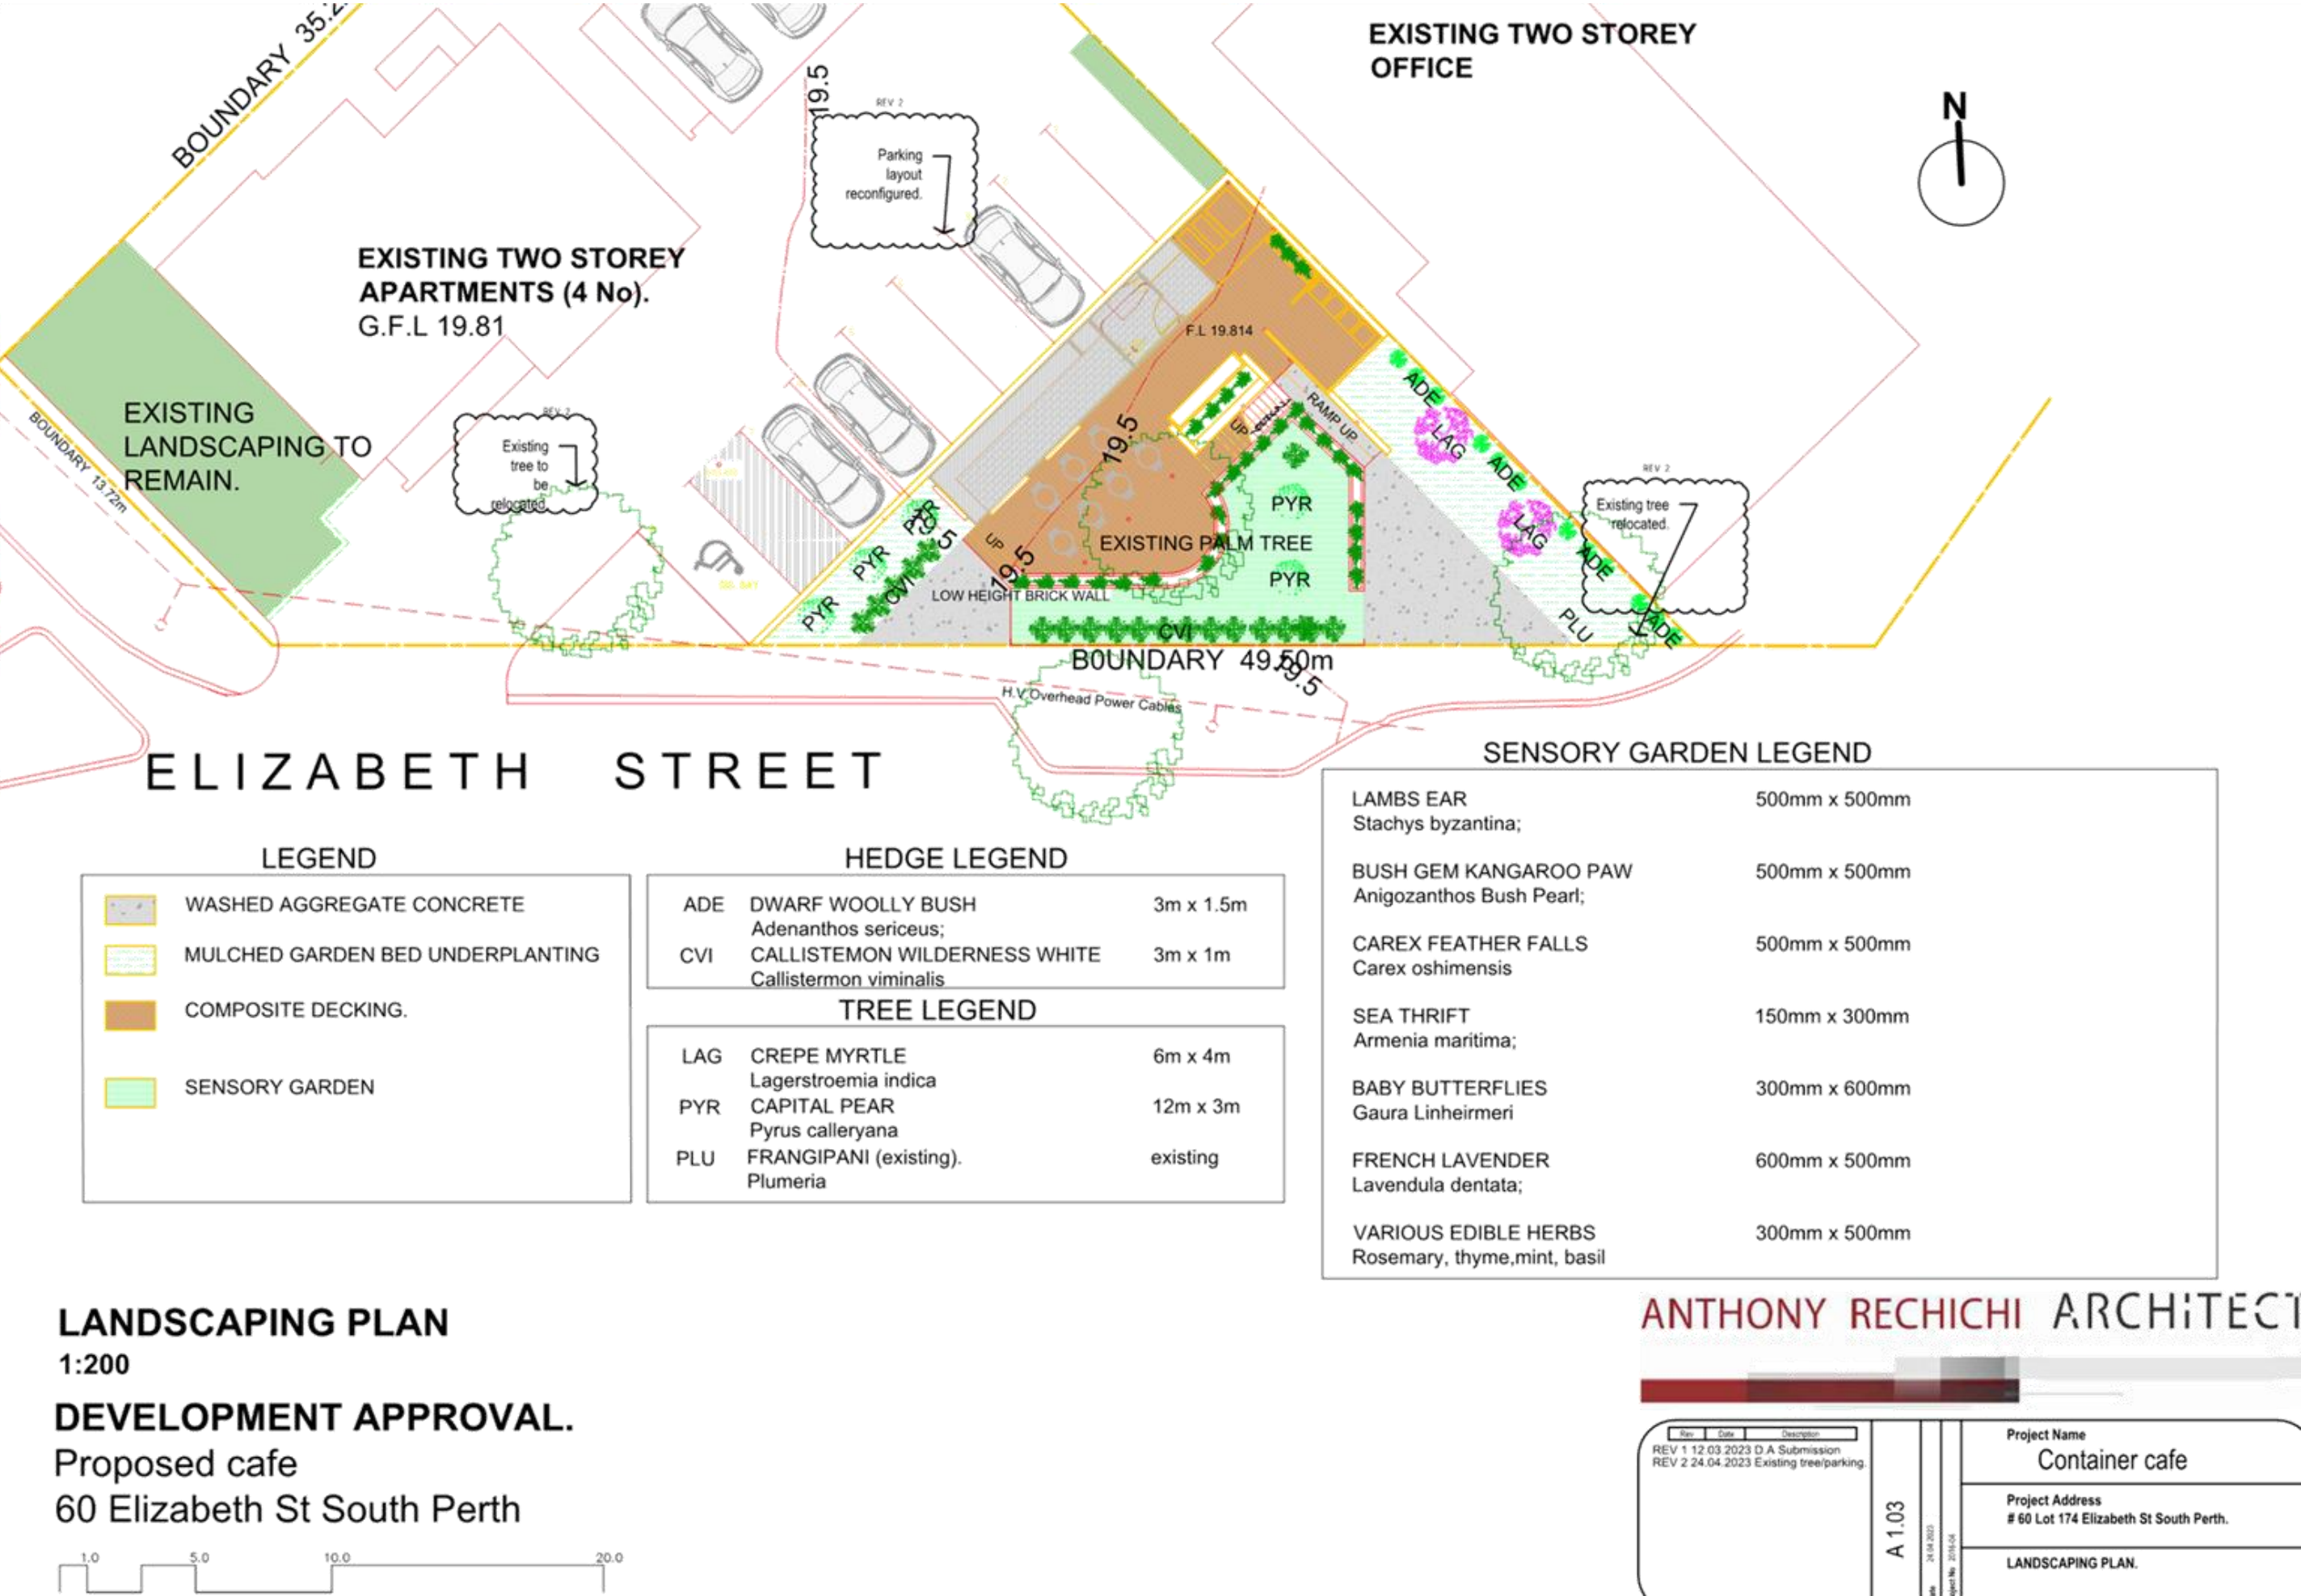 BOUNDARY 35.2
EXISTING TWO STOREY
OFFICE
N
19.5
REV 2
Parking
layout
reconfigured.
EXISTING TWO STOREY
APARTMENTS (4 No).
G.F.L 19.81
F.L 19.814
EXISTING
LANDSCAPING TO
REMAIN.
BOUNDARY 13.72m
REV 2
Existing
tree to
be
relocated.
19.5
UP
RAMP UP
ADE
LAG
ADE
LAG
ADE
PLU
ADE
REV 2
Existing tree
relocated.
PYR
PYR
PYR
CVI
19.5
UP
19.5
PYR
EXISTING PALM TREE
PYR
LOW HEIGHT BRICK WALL
CVI
B0UNDARY 49.50m
19.5
H.V Overhead Power Cables
ELIZABETH STREET
LEGEND
WASHED AGGREGATE CONCRETE
MULCHED GARDEN BED UNDERPLANTING
COMPOSITE DECKING.
SENSORY GARDEN
HEDGE LEGEND
ADE DWARF WOOLLY BUSH 3m x 1.5m
Adenanthos sericeus;
CVI CALLISTEMON WILDERNESS WHITE 3m x 1m
Callistermon viminalis
TREE LEGEND
LAG CREPE MYRTLE 6m x 4m
Lagerstroemia indica
PYR CAPITAL PEAR 12m x 3m
Pyrus calleryana
PLU FRANGIPANI (existing). existing
Plumeria
SENSORY GARDEN LEGEND
LAMBS EAR 500mm x 500mm
Stachys byzantina;
BUSH GEM KANGAROO PAW 500mm x 500mm
Anigozanthos Bush Pearl;
CAREX FEATHER FALLS 500mm x 500mm
Carex oshimensis
SEA THRIFT 150mm x 300mm
Armenia maritima;
BABY BUTTERFLIES 300mm x 600mm
Gaura Linheirmeri
FRENCH LAVENDER 600mm x 500mm
Lavendula dentata;
VARIOUS EDIBLE HERBS 300mm x 500mm
Rosemary, thyme,mint, basil
LANDSCAPING PLAN
1:200
DEVELOPMENT APPROVAL.
Proposed cafe
60 Elizabeth St South Perth
1.0 5.0 10.0 20.0
ANTHONY RECHICHI ARCHiTECT
Rev Date Description
REV 1 12.03.2023 D.A Submission
REV 2 24.04.2023 Existing tree/parking.
A 1.03
24.04.2023
2016-04
Project Name
Container cafe
Project Address
# 60 Lot 174 Elizabeth St South Perth.
LANDSCAPING PLAN.